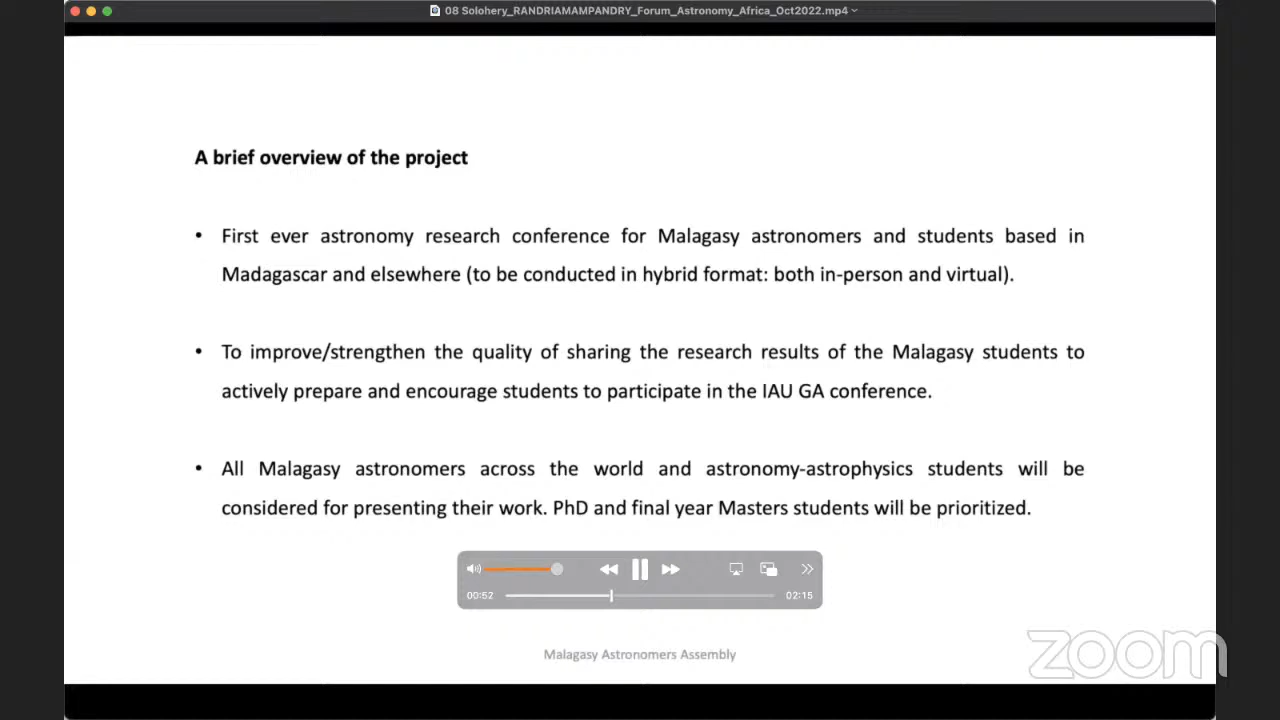 08 Solohery_RANDRIAMAMPANDRY_Forum_Astronomy_Africa_Oct2022.mp4
A brief overview of the project
• First ever astronomy research conference for Malagasy astronomers and students based in
Madagascar and elsewhere (to be conducted in hybrid format: both in-person and virtual).
• To improve/strengthen the quality of sharing the research results of the Malagasy students to
actively prepare and encourage students to participate in the IAU GA conference.
• All Malagasy astronomers across the world and astronomy-astrophysics students will be
considered for presenting their work. PhD and final year Masters students will be prioritized.
00:52 02:15
Malagasy Astronomers Assembly
zoom